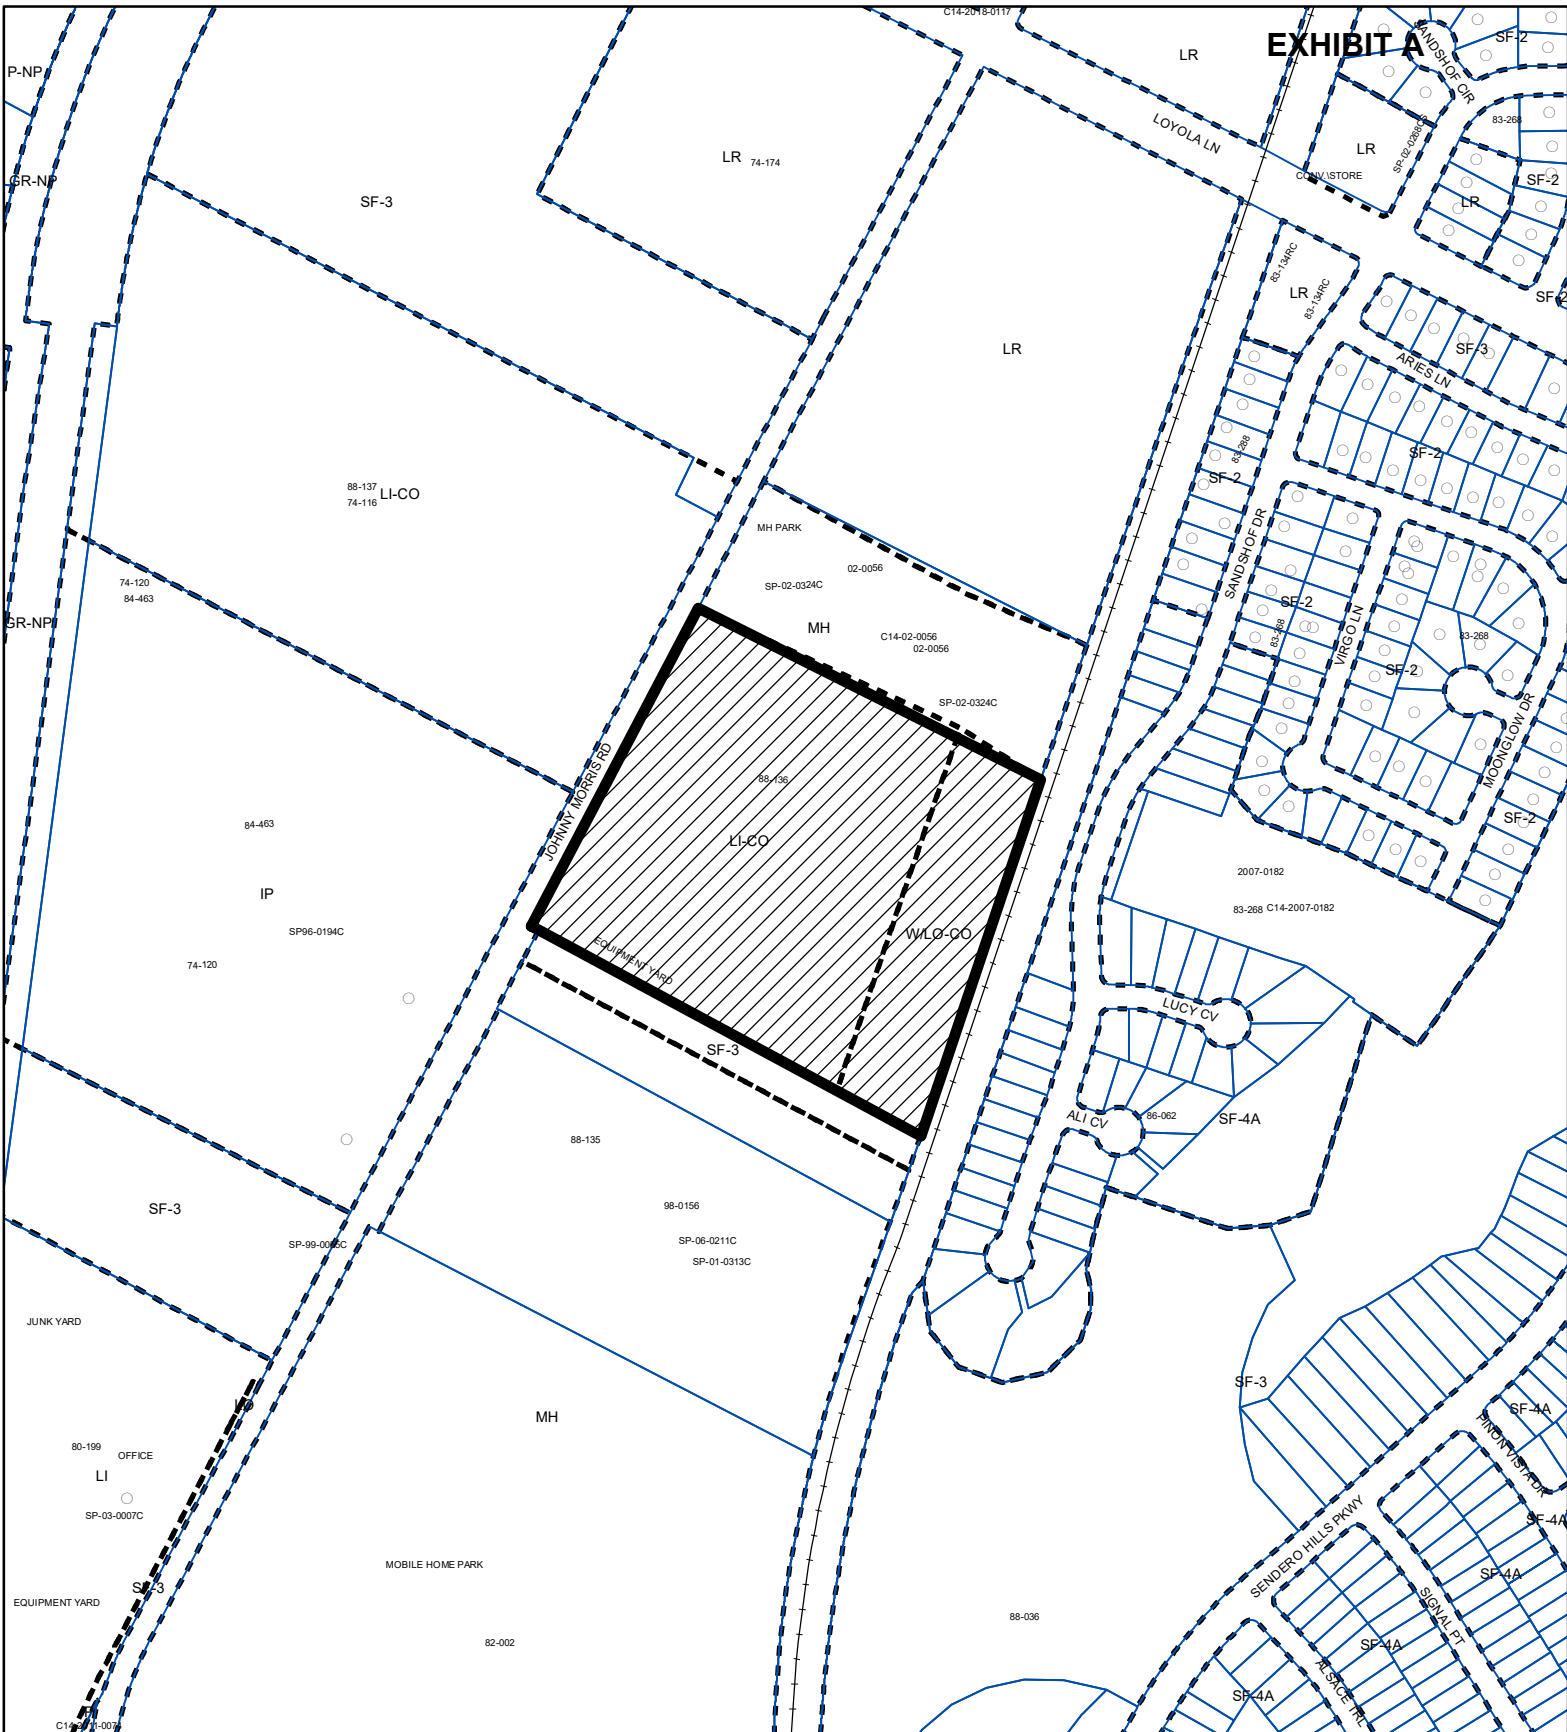 C14-2018-0117
EXHIBIT A
SANDSHOF CIR
SF-2
LR
P-NP
LOYOLA LN
83-268
SP-02-0268CS
LR
LR 74-174
CONV.\STORE
GR-NP
SF-2
SF-3
LR
83-134RC
LR
83-134RC
SF-2
LR
SF-3
ARIES LN
83-268
SF-2
SF-2
88-137
LI-CO
74-116
MH PARK
SANDSHOF DR
02-0056
74-120
SP-02-0324C
84-463
SF-2
GR-NP
MH
C14-02-0056
02-0056
83-268
VIRGO LN
83-268
SF-2
SP-02-0324C
MOONGLOW DR
JOHNNY MORRIS RD
88-136
84-463
LI-CO
SF-2
2007-0182
IP
83-268 C14-2007-0182
SP96-0194C
W/LO-CO
EQUIPMENT YARD
74-120
LUCY CV
SF-3
ALI CV
86-062
SF-4A
88-135
SF-3
98-0156
SP-06-0211C
SP-01-0313C
JUNK YARD
SF-3
LO
SF-4A
MH
PINON VISTA DR
80-199
OFFICE
LI
SP-03-0007C
SF-4A
SENDERO HILLS PKWY
MOBILE HOME PARK
SF-4A
SF-3
EQUIPMENT YARD
88-036
SIGNAL PT
82-002
SF-4A
ALSACE TRL
SF-4A